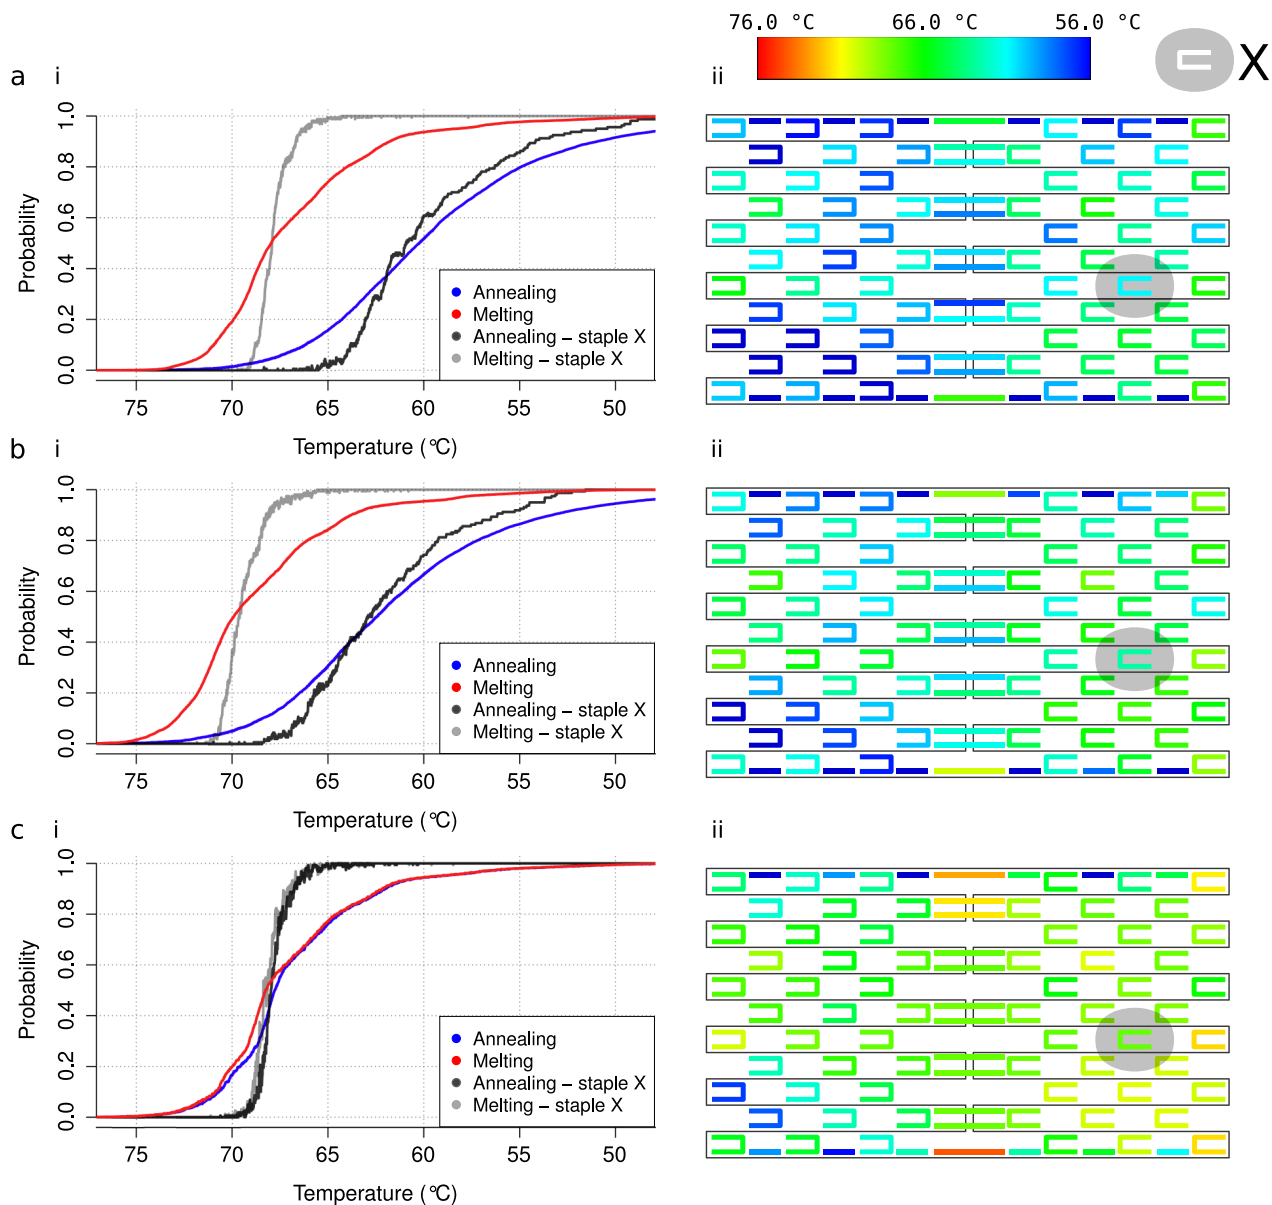 76.0 °C 66.0 °C 56.0 °C
X
a i ii
Probability
1.0
0.8
0.6
0.4
0.2
0.0
Annealing
Melting
Annealing – staple X
Melting – staple X
75 70 65 60 55 50
Temperature (°C)
b i ii
Probability
1.0
0.8
0.6
0.4
0.2
0.0
Annealing
Melting
Annealing – staple X
Melting – staple X
75 70 65 60 55 50
Temperature (°C)
c i ii
Probability
1.0
0.8
0.6
0.4
0.2
0.0
Annealing
Melting
Annealing – staple X
Melting – staple X
75 70 65 60 55 50
Temperature (°C)